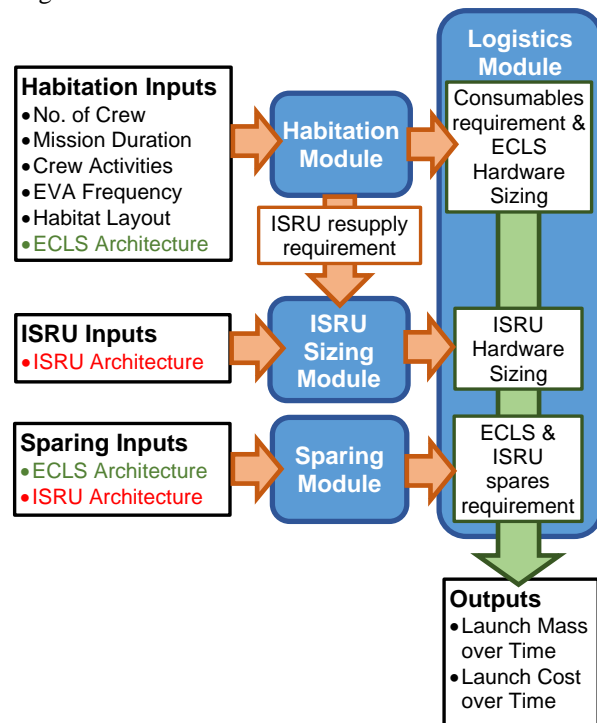 Logistics
Module
Habitation Inputs
•No. of Crew
•Mission Duration
•Crew Activities
•EVA Frequency
•Habitat Layout
•ECLS Architecture
Habitation
Module
Consumables
requirement &
ECLS
Hardware
Sizing
ISRU resupply
requirement
ISRU Inputs
•ISRU Architecture
ISRU
Sizing
Module
ISRU
Hardware
Sizing
Sparing Inputs
•ECLS Architecture
•ISRU Architecture
Sparing
Module
ECLS &
ISRU
spares
requirement
Outputs
•Launch Mass
over Time
•Launch Cost
over Time